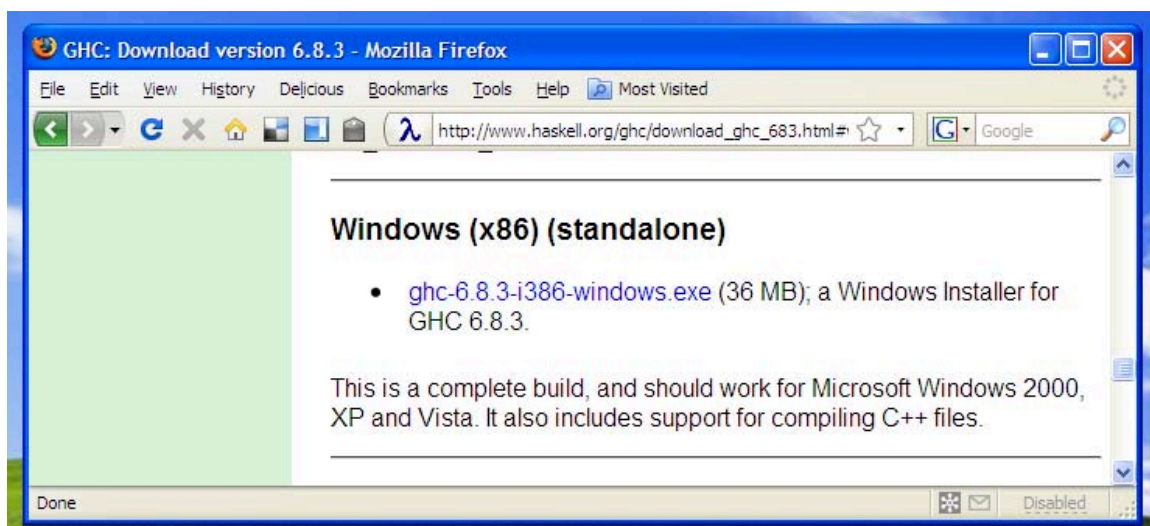 GHC: Download version 6.8.3 - Mozilla Firefox
File Edit View History Delicious Bookmarks Tools Help Most Visited
http://www.haskell.org/ghc/download_ghc_683.html# G Google
Windows (x86) (standalone)
• ghc-6.8.3-i386-windows.exe (36 MB); a Windows Installer for
GHC 6.8.3.
This is a complete build, and should work for Microsoft Windows 2000,
XP and Vista. It also includes support for compiling C++ files.
Done Disabled